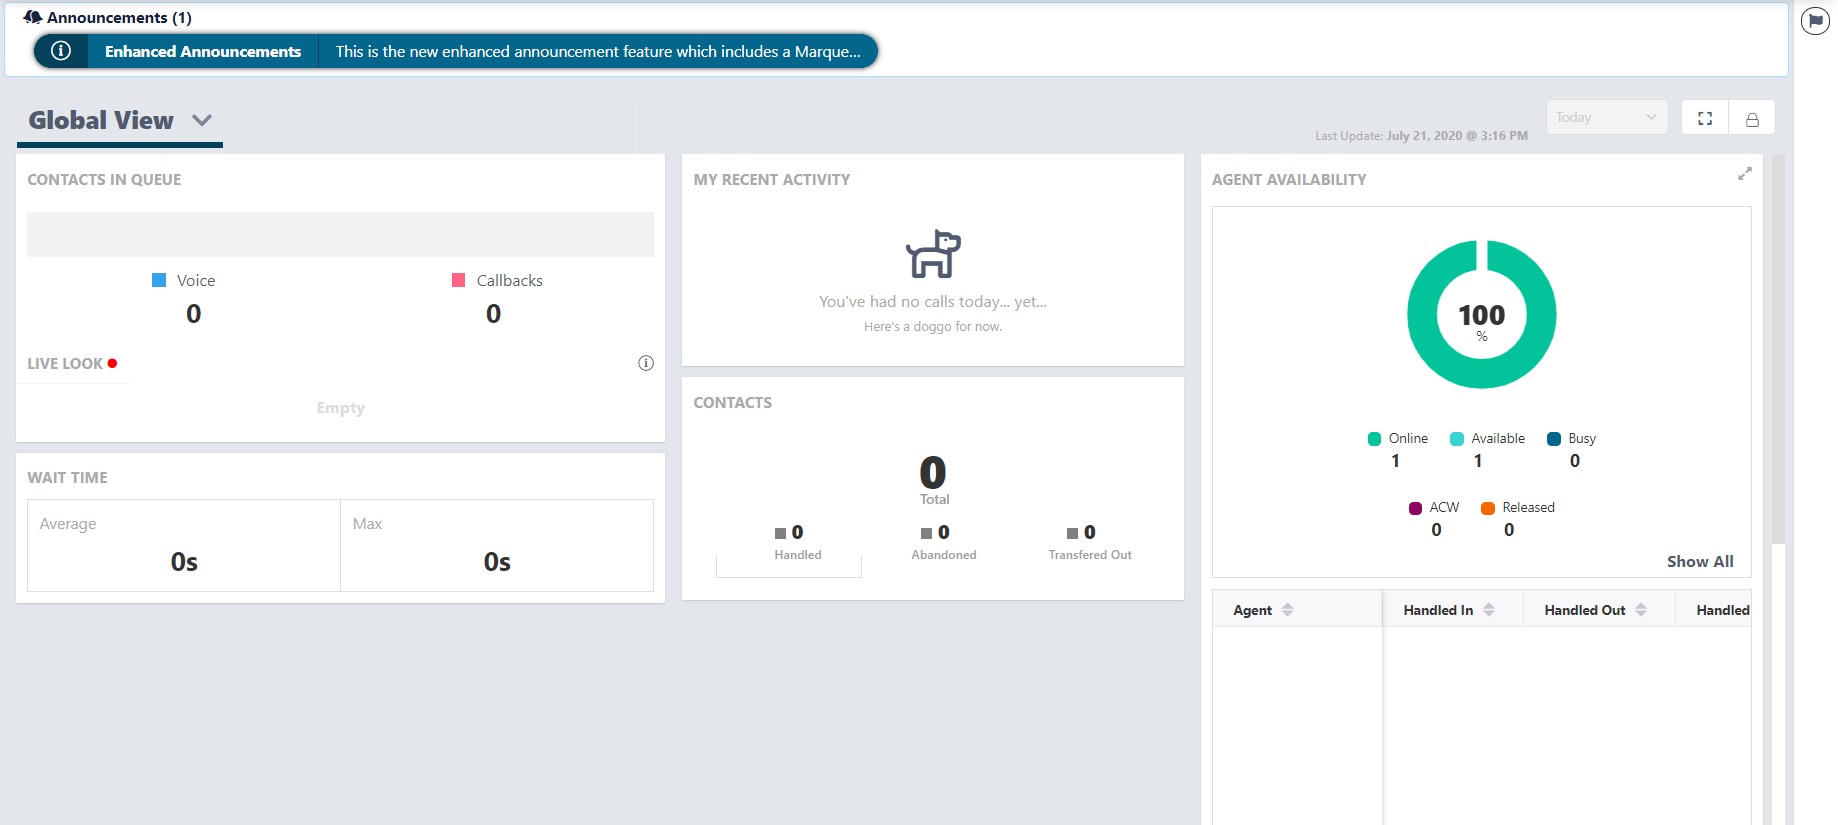 Announcements (1)
Enhanced Announcements
This is the new enhanced announcement feature which includes a Marque...
Global View
Last Update: July 21, 2020 @ 3:16 PM
Today
CONTACTS IN QUEUE
Voice
0
Callbacks
0
LIVE LOOK
Empty
WAIT TIME
Average
0s
Max
0s
MY RECENT ACTIVITY
You've had no calls today... yet...
Here's a doggo for now.
CONTACTS
0
Total
0
Handled
0
Abandoned
0
Transfered Out
AGENT AVAILABILITY
100
%
Online
1
Available
1
Busy
0
ACW
0
Released
0
Show All
Agent
Handled In
Handled Out
Handled